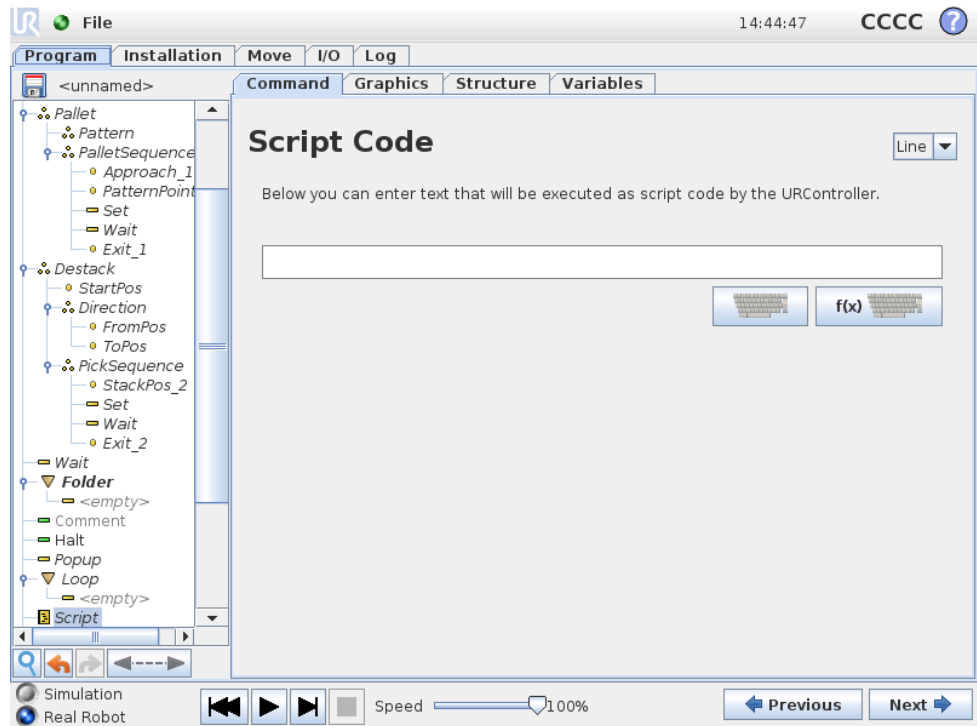 UR File 14:44:47 CCCC ?
Program Installation Move I/O Log
<unnamed>
Command Graphics Structure Variables
Pallet
Pattern
PalletSequence
Approach_1
PatternPoint
Set
Wait
Exit_1
Destack
StartPos
Direction
FromPos
ToPos
PickSequence
StackPos_2
Set
Wait
Exit_2
Wait
Folder
<empty>
Comment
Halt
Popup
Loop
<empty>
Script
Script Code
Line
Below you can enter text that will be executed as script code by the URController.
f(x)
Simulation
Real Robot
Speed 100%
Previous Next